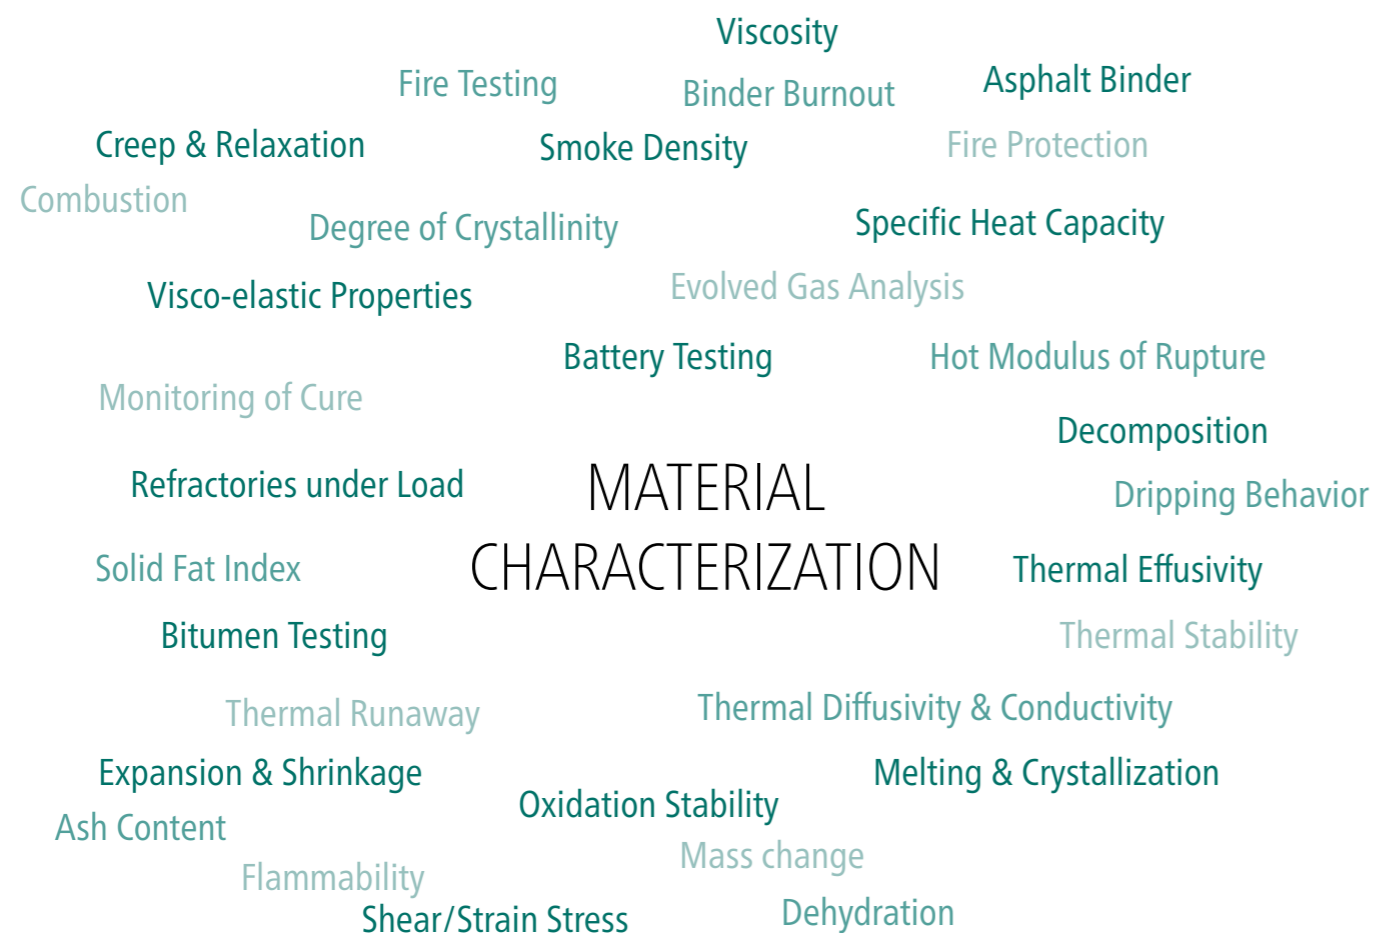 Viscosity
Fire Testing
Binder Burnout
Asphalt Binder
Creep & Relaxation
Smoke Density
Fire Protection
Combustion
Degree of Crystallinity
Specific Heat Capacity
Visco-elastic Properties
Evolved Gas Analysis
Battery Testing
Hot Modulus of Rupture
Monitoring of Cure
Decomposition
Refractories under Load
MATERIAL
Dripping Behavior
Solid Fat Index
CHARACTERIZATION
Thermal Effusivity
Bitumen Testing
Thermal Stability
Thermal Runaway
Thermal Diffusivity & Conductivity
Expansion & Shrinkage
Melting & Crystallization
Oxidation Stability
Ash Content
Mass change
Flammability
Shear/Strain Stress
Dehydration